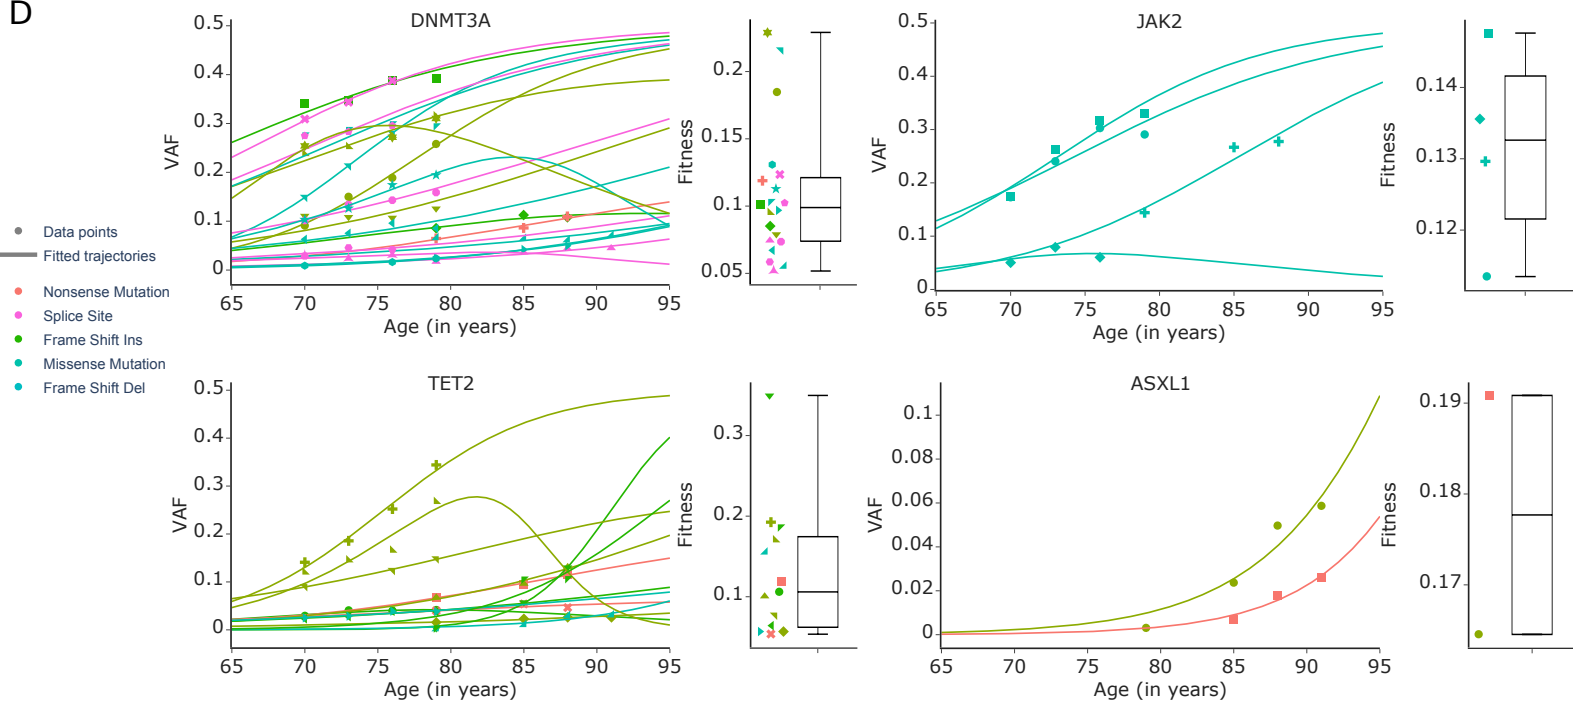 D
DNMT3A
0.5
0.4
0.3
0.2
0.1
0
VAF
65 70 75 80 85 90 95
Age (in years)
Fitness
0.2
0.15
0.1
0.05
JAK2
0.5
0.4
0.3
0.2
0.1
0
VAF
65 70 75 80 85 90 95
Age (in years)
Fitness
0.14
0.13
0.12
Data points
Fitted trajectories
Nonsense Mutation
Splice Site
Frame Shift Ins
Missense Mutation
Frame Shift Del
TET2
0.5
0.4
0.3
0.2
0.1
0
VAF
65 70 75 80 85 90 95
Age (in years)
Fitness
0.3
0.2
0.1
ASXL1
0.1
0.08
0.06
0.04
0.02
0
VAF
65 70 75 80 85 90 95
Age (in years)
Fitness
0.19
0.18
0.17